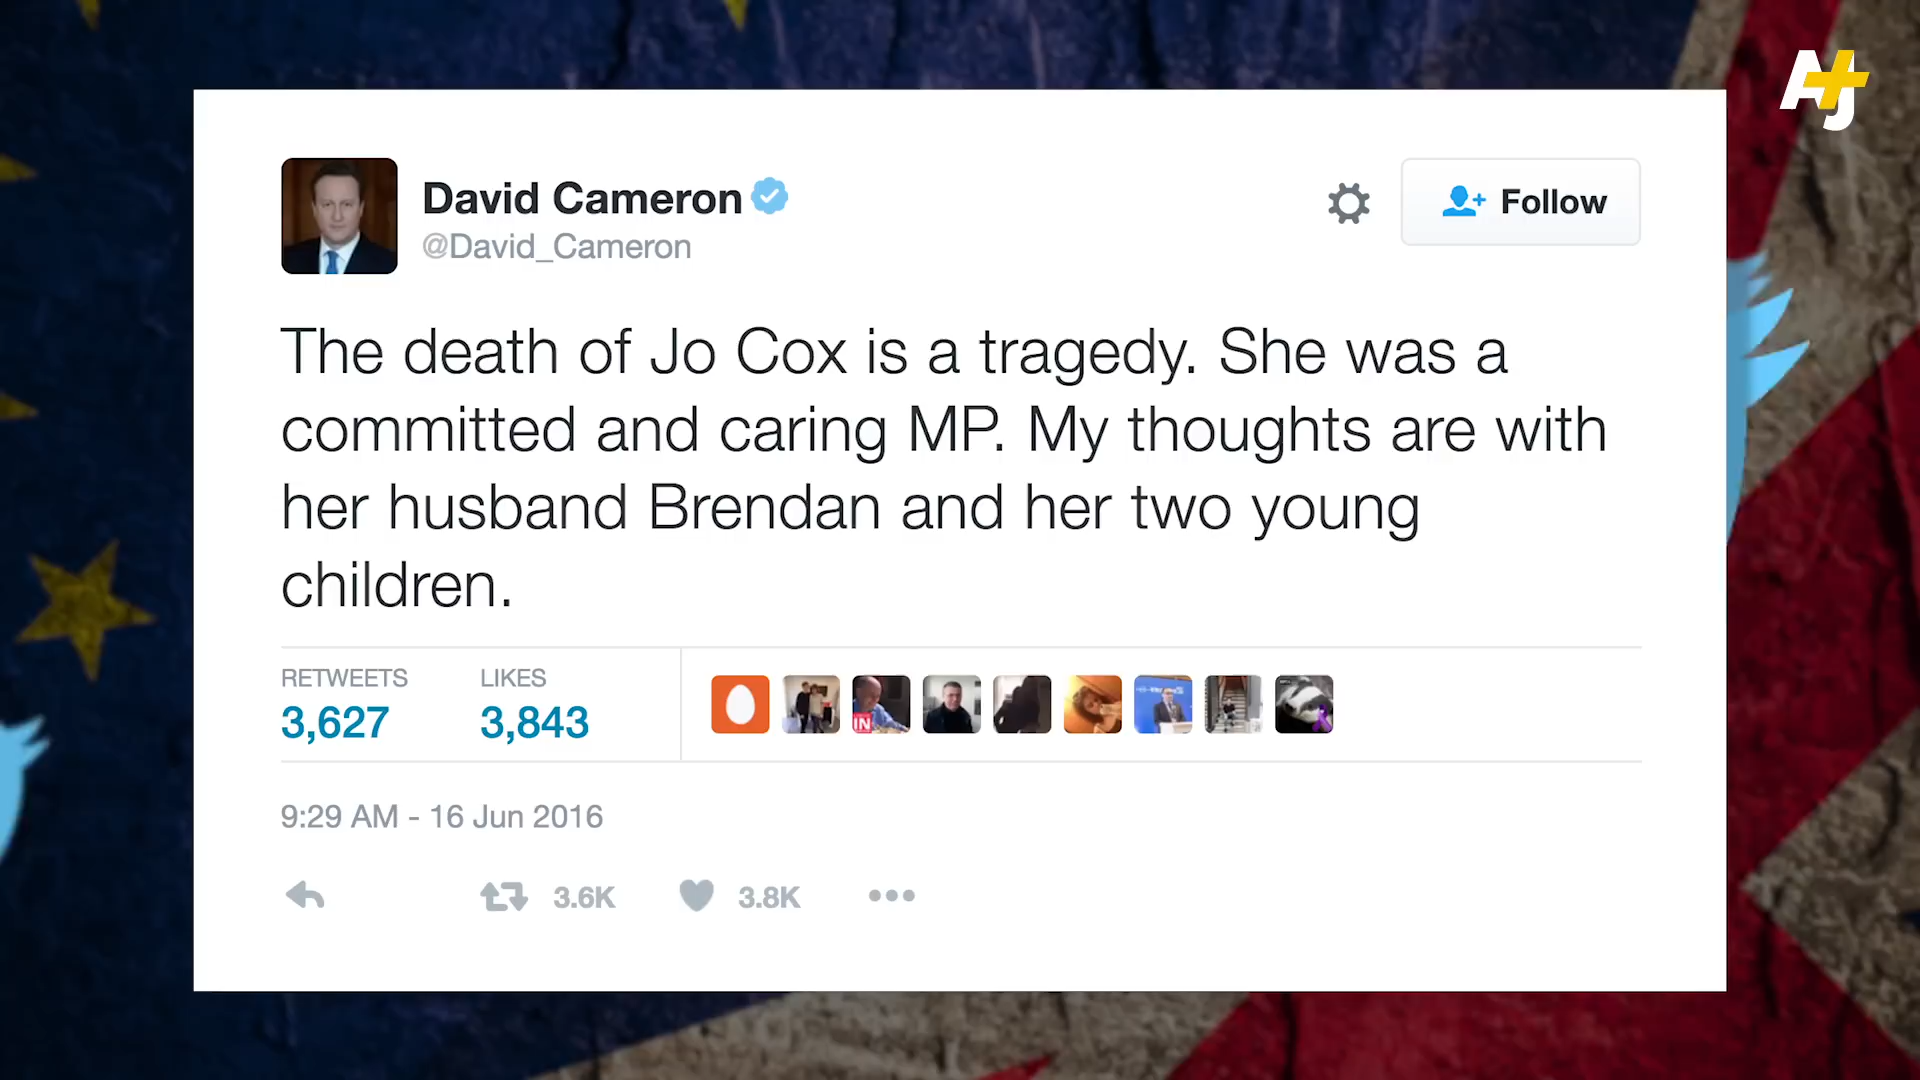 AJ+
David Cameron
@David_Cameron
Follow
The death of Jo Cox is a tragedy. She was a
committed and caring MP. My thoughts are with
her husband Brendan and her two young
children.
RETWEETS
3,627
LIKES
3,843
IN
9:29 AM - 16 Jun 2016
3.6K
3.8K